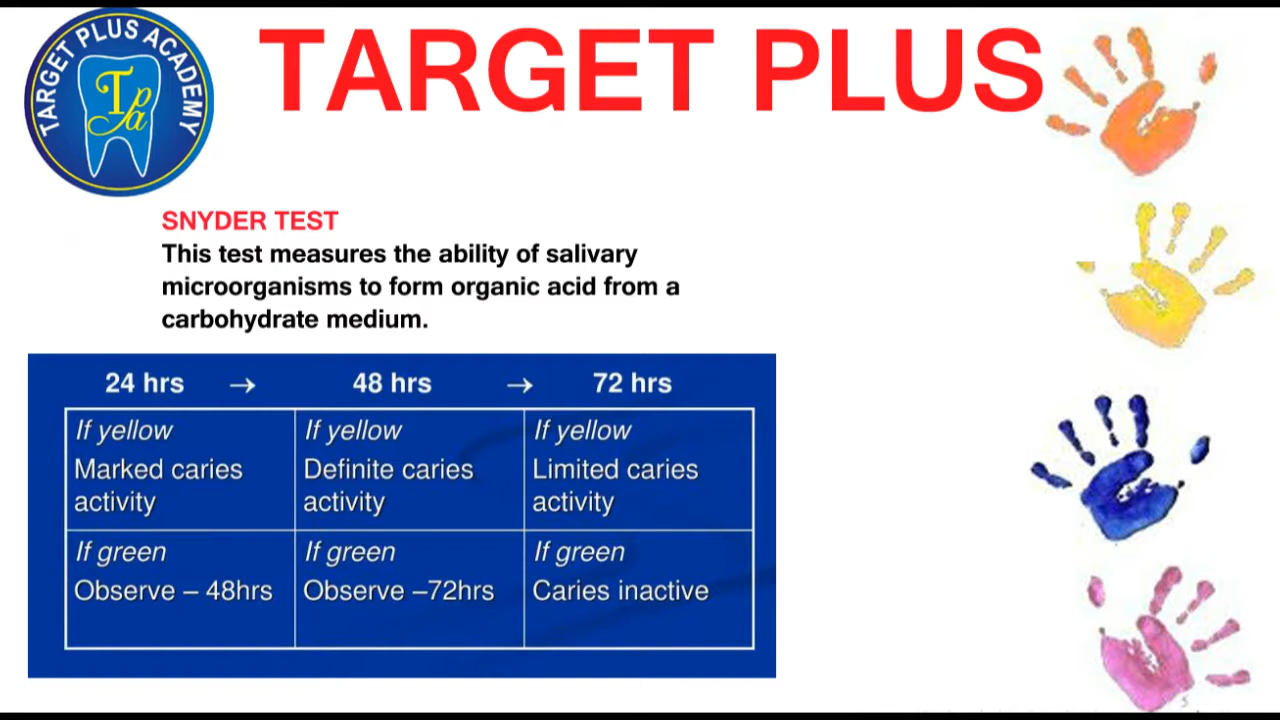 TARGET PLUS ACADEMY
Tpa
TARGET PLUS
SNYDER TEST
This test measures the ability of salivary
microorganisms to form organic acid from a
carbohydrate medium.
24 hrs → 48 hrs → 72 hrs
If yellow
Marked caries
activity
If yellow
Definite caries
activity
If yellow
Limited caries
activity
If green
Observe – 48hrs
If green
Observe –72hrs
If green
Caries inactive